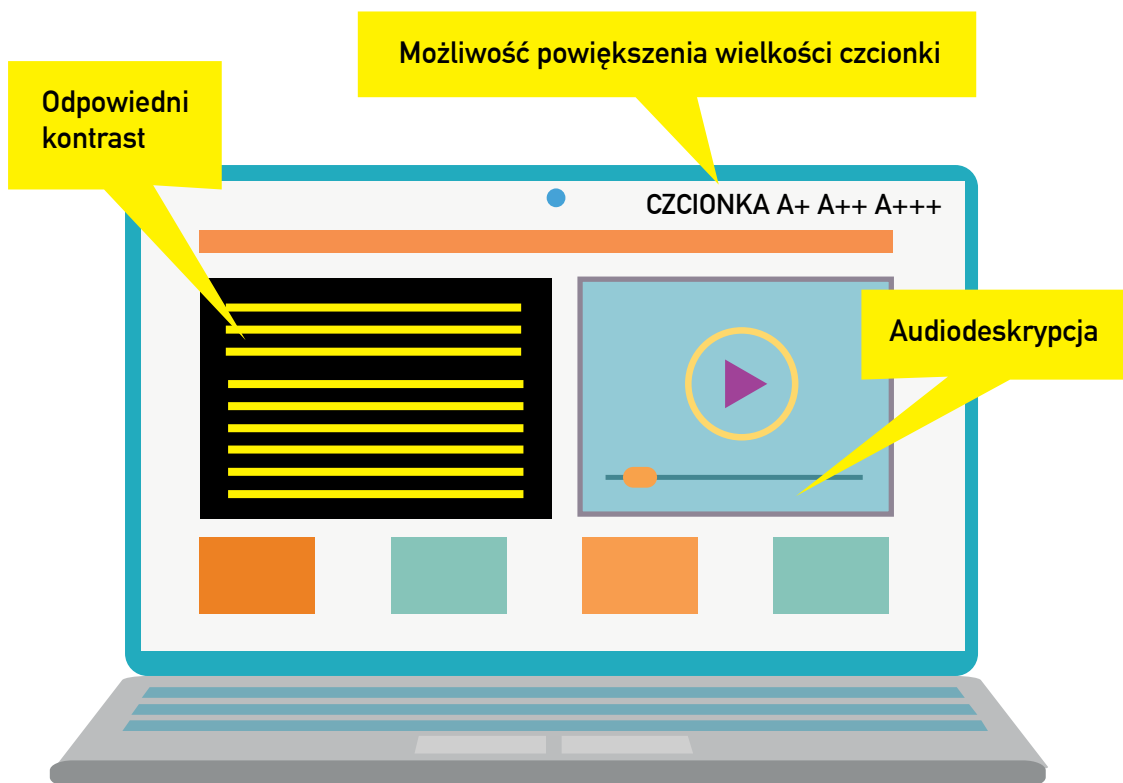 Możliwość powiększenia wielkości czcionki
Odpowiedni
kontrast
CZCIONKA A+ A++ A+++
Audiodeskrypcja